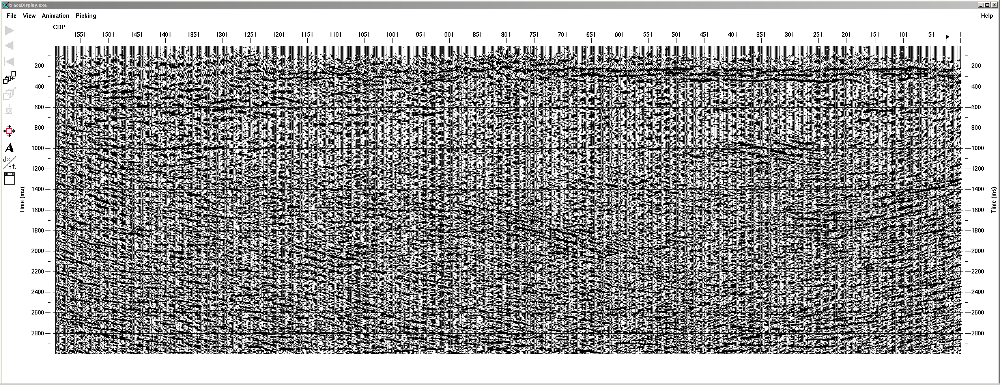 traceDisplay.exe
File View Animation Picking Help
CDP
1551 1501 1451 1401 1351 1301 1251 1201 1151 1101 1051 1001 951 901 851 801 751 701 651 601 551 501 451 401 351 301 251 201 151 101 51 1
200 200
400 400
600 600
800 800
1000 1000
A
dx/dt
1200 1200
max
1400 1400
Time (ms) Time (ms)
1600 1600
1800 1800
2000 2000
2200 2200
2400 2400
2600 2600
2800 2800